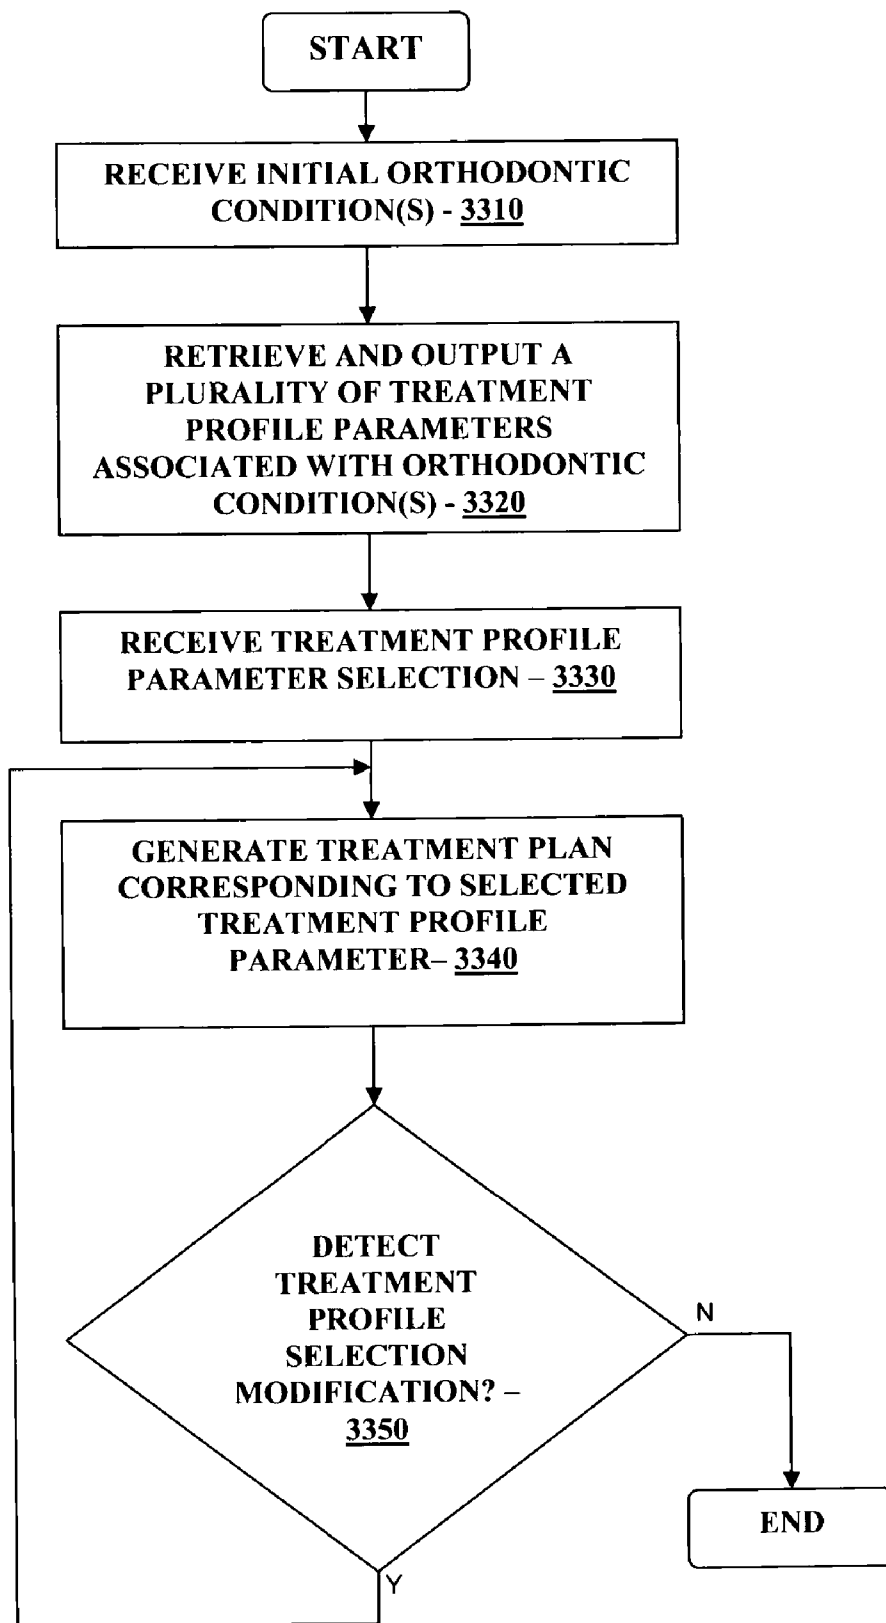 START
RECEIVE INITIAL ORTHODONTIC
CONDITION(S) - 3310
RETRIEVE AND OUTPUT A
PLURALITY OF TREATMENT
PROFILE PARAMETERS
ASSOCIATED WITH ORTHODONTIC
CONDITION(S) - 3320
RECEIVE TREATMENT PROFILE
PARAMETER SELECTION – 3330
GENERATE TREATMENT PLAN
CORRESPONDING TO SELECTED
TREATMENT PROFILE
PARAMETER– 3340
DETECT
TREATMENT
PROFILE
SELECTION
MODIFICATION? –
3350
N
END
Y